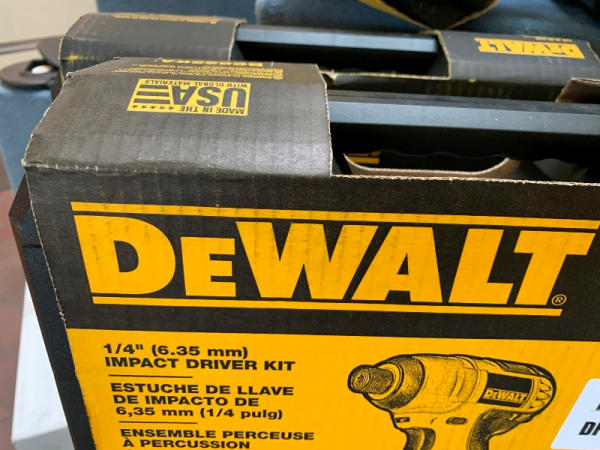 DEWALT
MADE IN THE
USA
WITH GLOBAL MATERIALS
DEWALT
®
1/4" (6.35 mm)
IMPACT DRIVER KIT
ESTUCHE DE LLAVE
DE IMPACTO DE
6,35 mm (1/4 pulg)
ENSEMBLE PERCEUSE
À PERCUSSION
DEWALT